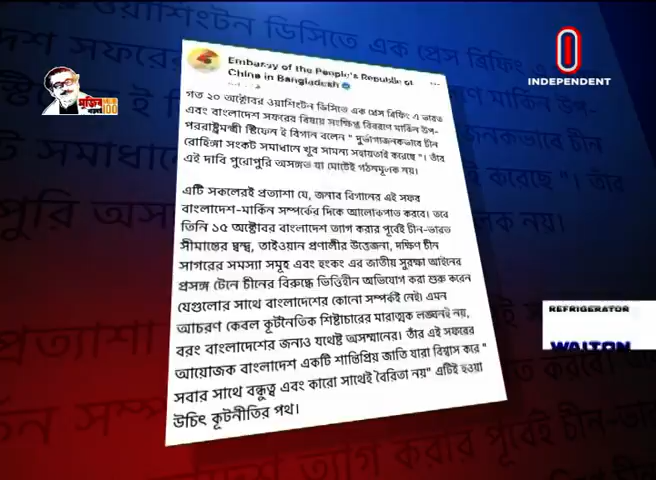 INDEPENDENT
Embassy of the People's Republic of
China in Bangladesh
গত ২০ অক্টোবর ওয়াশিংটন ডিসিতে এক প্রেস ব্রিফিং এ ভারত
এবং বাংলাদেশ সফরের বিষয়ে সংক্ষিপ্ত বিবরণে মার্কিন উপ-
পররাষ্ট্রমন্ত্রী স্টিফেন ই বিগান বলেন " দুর্ভাগ্যজনকভাবে চীন
রোহিঙ্গা সংকট সমাধানে খুব সামান্য সহায়তাই করেছে "। তাঁর
এই দাবি পুরোপুরি অসঙ্গত যা মোটেই গঠনমূলক নয়।
এটি সকলেরই প্রত্যাশা যে, জনাব বিগানের এই সফর
বাংলাদেশ-মার্কিন সম্পর্কের দিকে আলোকপাত করবে। তবে
তিনি ১৫ অক্টোবর বাংলাদেশ ত্যাগ করার পূর্বেই চীন-ভারত
সীমান্তের দ্বন্দ্ব, তাইওয়ান প্রণালীর উত্তেজনা, দক্ষিণ চীন
সাগরের সমস্যা সমূহ এবং হংকং এর জাতীয় সুরক্ষা আইনের
প্রসঙ্গ টেনে চীনের বিরুদ্ধে ভিত্তিহীন অভিযোগ করা শুরু করেন
যেগুলোর সাথে বাংলাদেশের কোনো সম্পর্কই নেই। এমন
আচরণ কেবল কূটনৈতিক শিষ্টাচারের মারাত্মক লঙ্ঘনই নয়,
বরং বাংলাদেশের জন্যও যথেষ্ট অসম্মানের। তাঁর এই সফরের
আয়োজক বাংলাদেশ একটি শান্তিপ্রিয় জাতি যারা বিশ্বাস করে "
সবার সাথে বন্ধুত্ব এবং কারো সাথেই বৈরিতা নয়" এটিই হওয়া
উচিৎ কূটনীতির পথ।
REFRIGERATOR
WALTON